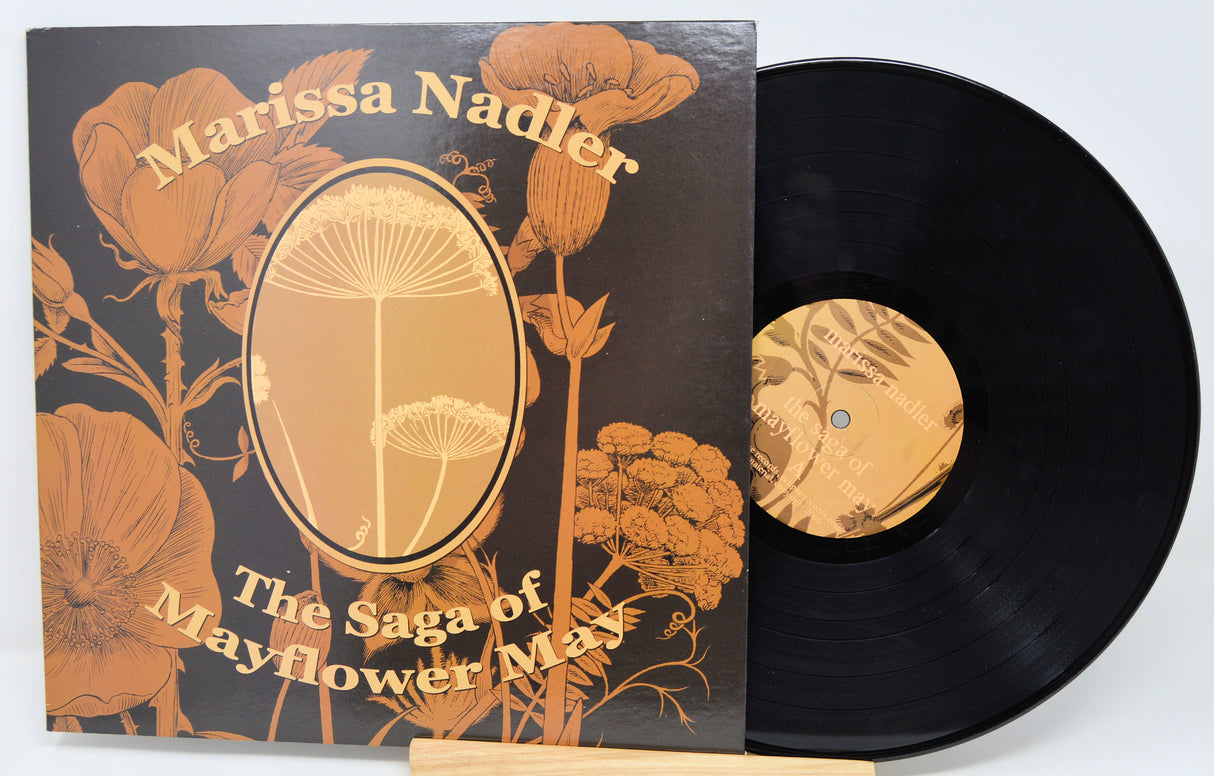 Marissa Nadler
The Saga of
Mayflower May
marissa nadler
the saga of
mayflower may